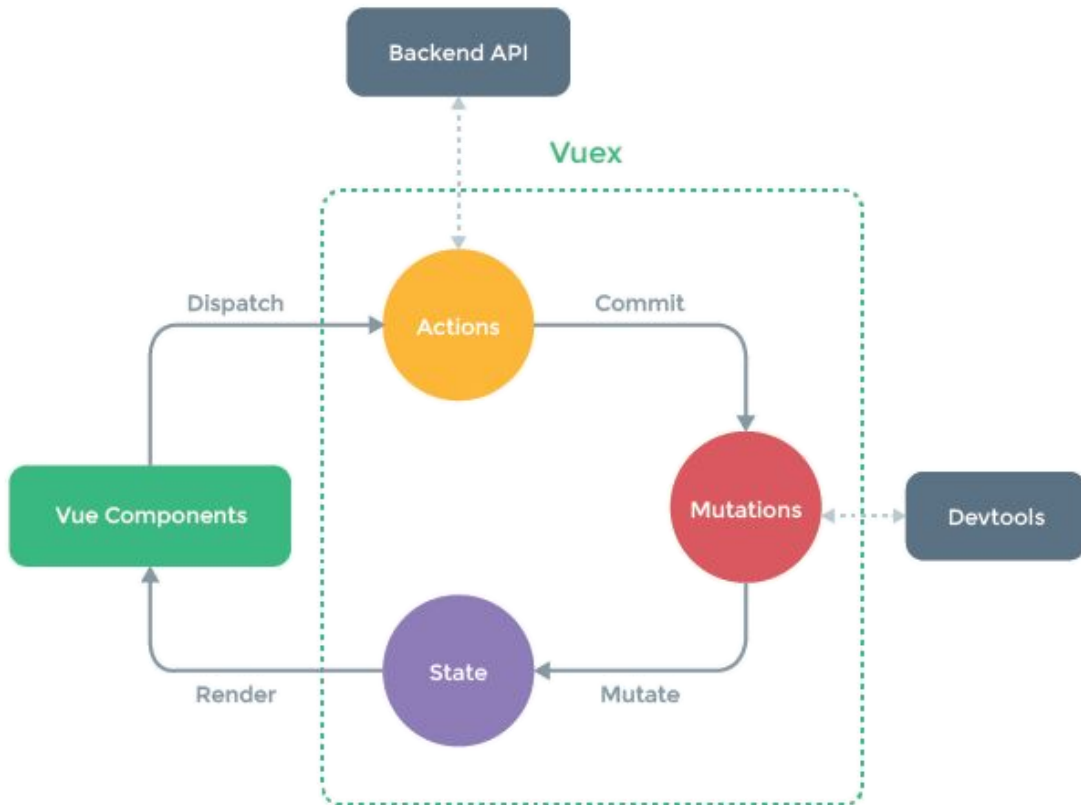 Backend API
Vuex
Dispatch
Commit
Actions
Vue Components
Mutations
Devtools
State
Render
Mutate